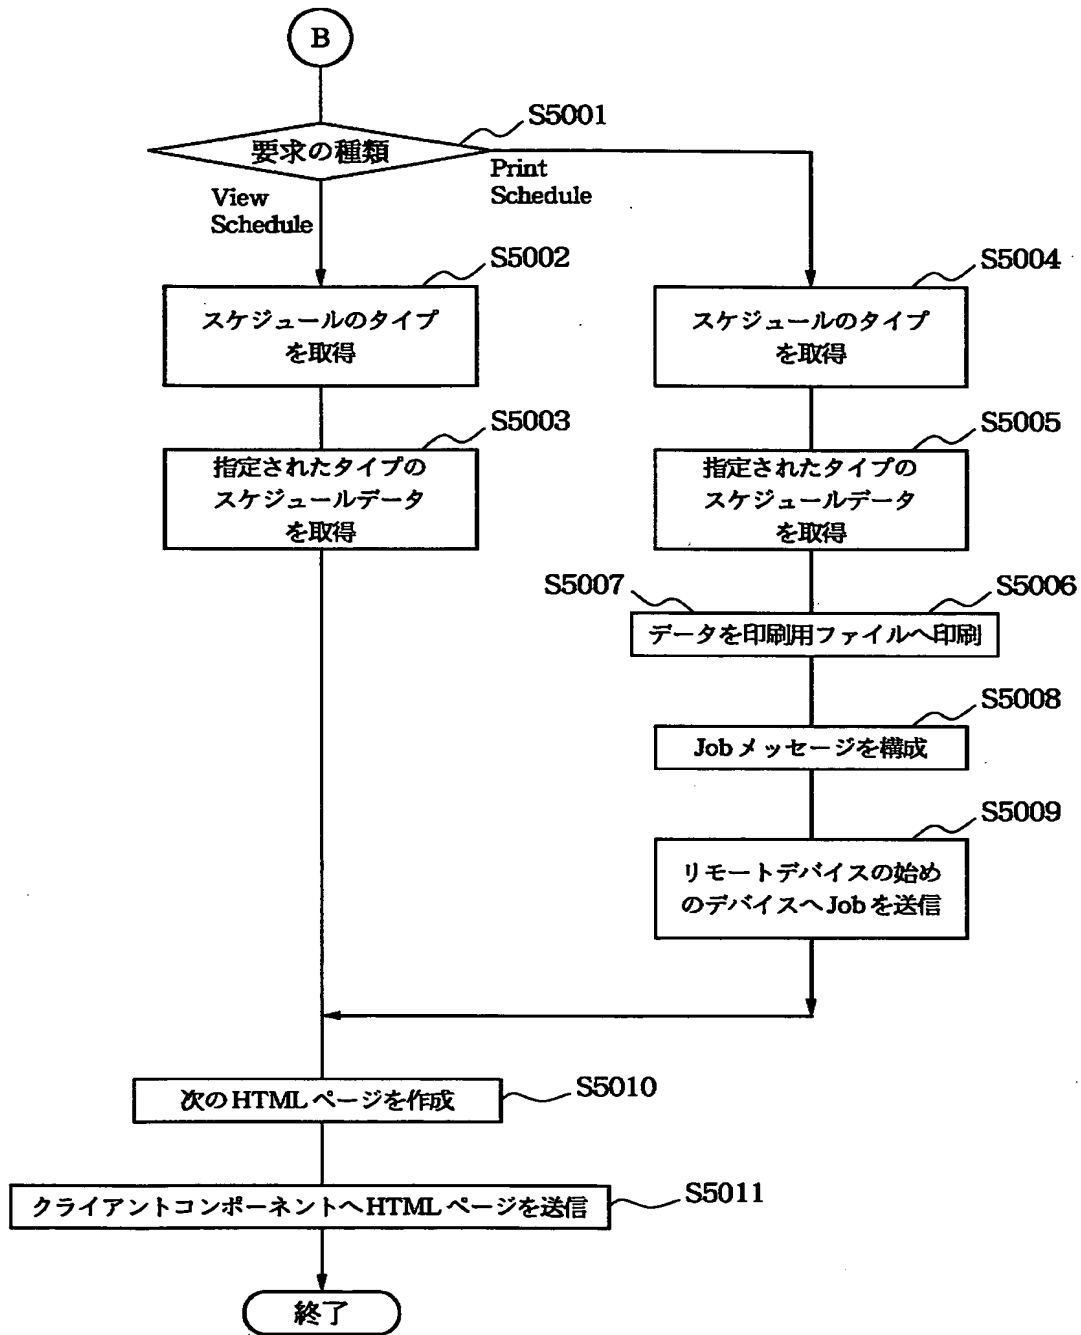 B
S5001
要求の種類
View
Schedule
Print
Schedule
S5002
スケジュールのタイプ
を取得
S5004
スケジュールのタイプ
を取得
S5003
指定されたタイプの
スケジュールデータ
を取得
S5005
指定されたタイプの
スケジュールデータ
を取得
S5007
S5006
データを印刷用ファイルへ印刷
S5008
Jobメッセージを構成
S5009
リモートデバイスの始め
のデバイスへJobを送信
次のHTMLページを作成
S5010
クライアントコンポーネントへHTMLページを送信
S5011
終了